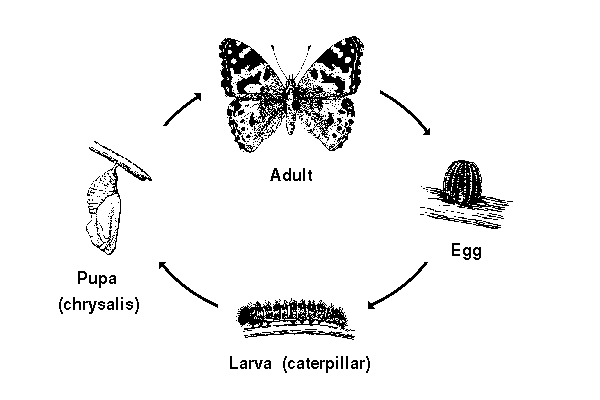 Adult
Egg
Larva (caterpillar)
Pupa
(chrysalis)